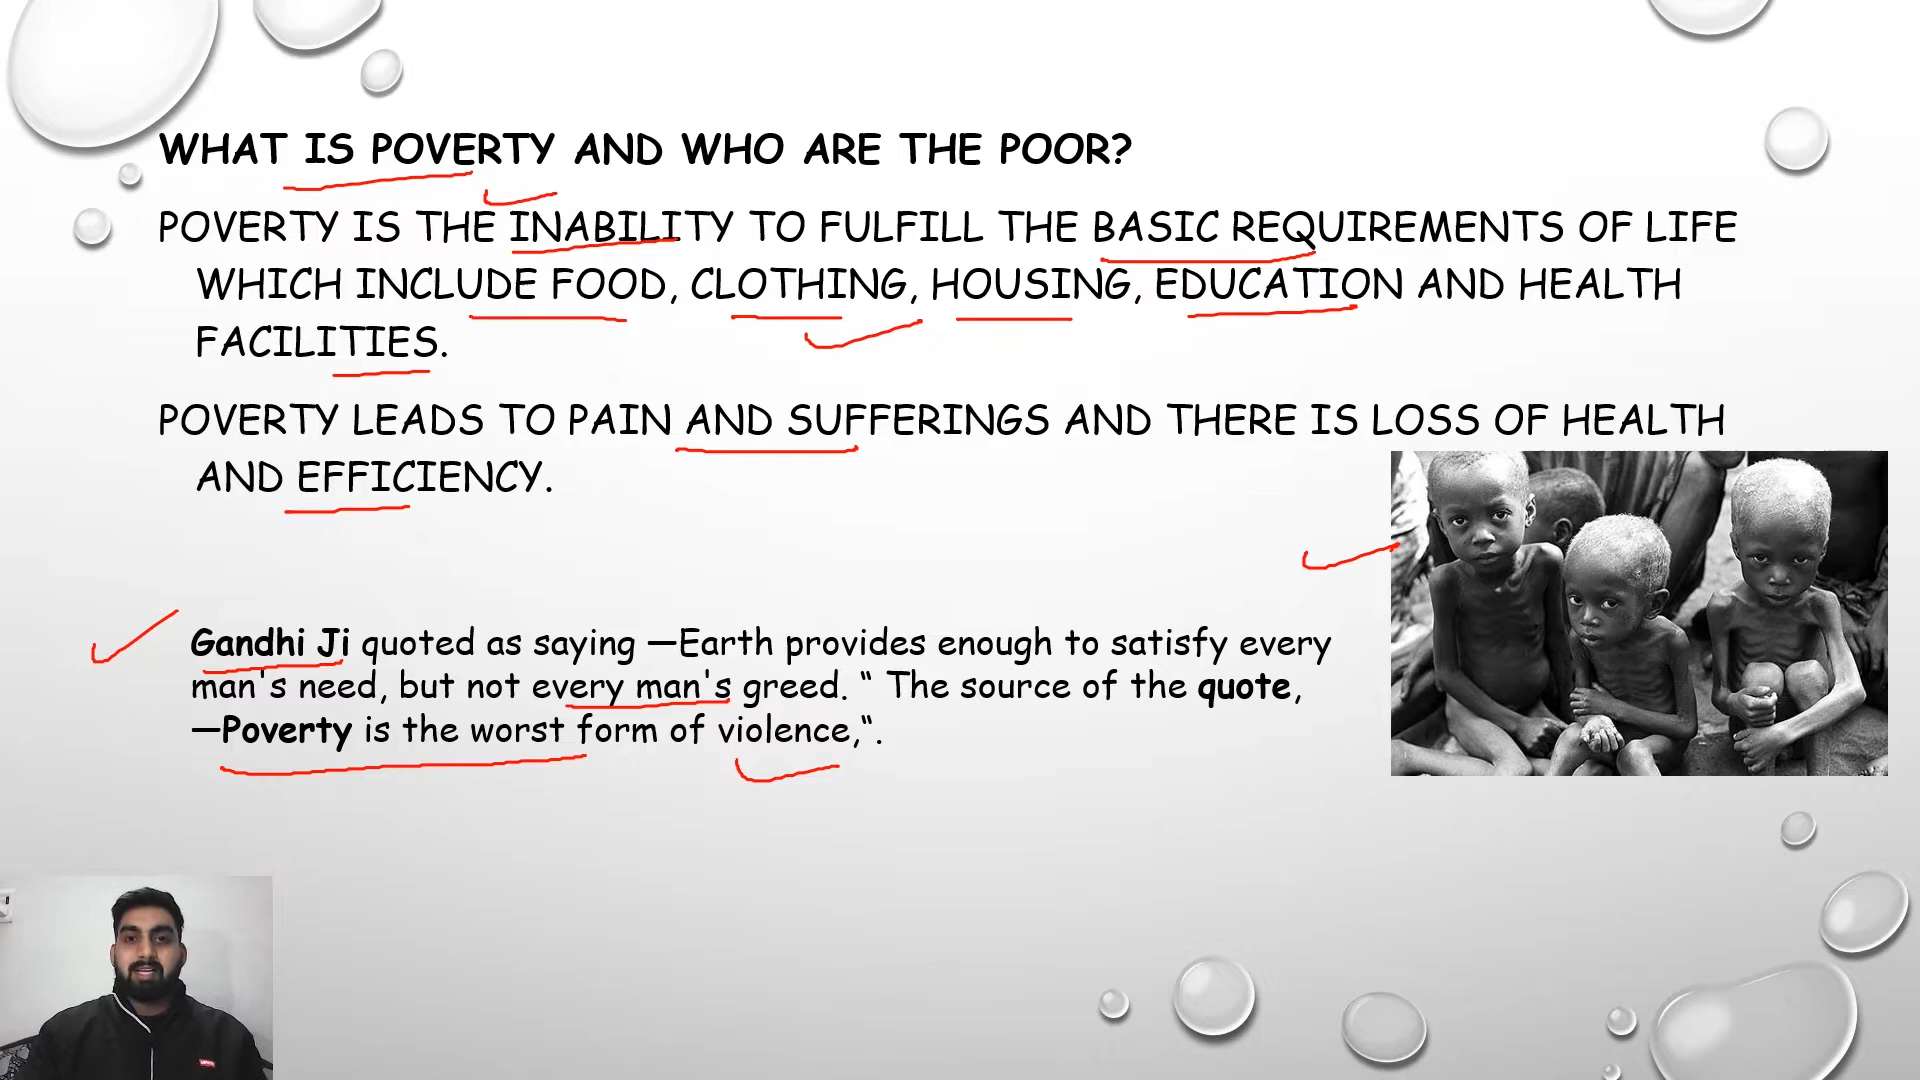 WHAT IS POVERTY AND WHO ARE THE POOR?
POVERTY IS THE INABILITY TO FULFILL THE BASIC REQUIREMENTS OF LIFE
WHICH INCLUDE FOOD, CLOTHING, HOUSING, EDUCATION AND HEALTH
FACILITIES.
POVERTY LEADS TO PAIN AND SUFFERINGS AND THERE IS LOSS OF HEALTH
AND EFFICIENCY.
Gandhi Ji quoted as saying —Earth provides enough to satisfy every
man's need, but not every man's greed. “ The source of the quote,
—Poverty is the worst form of violence,“.